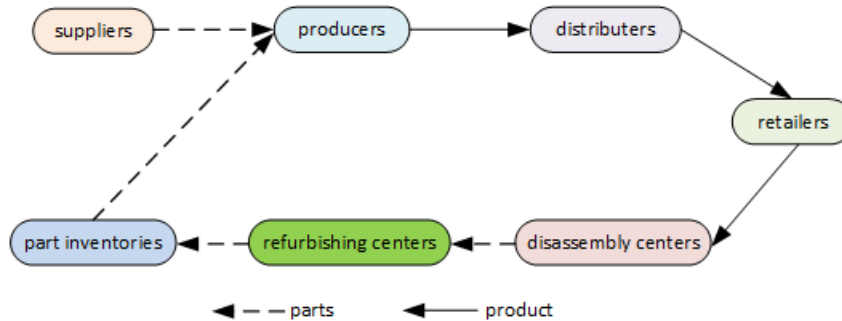 suppliers
producers
distributers
retailers
part inventories
refurbishing centers
disassembly centers
parts
product